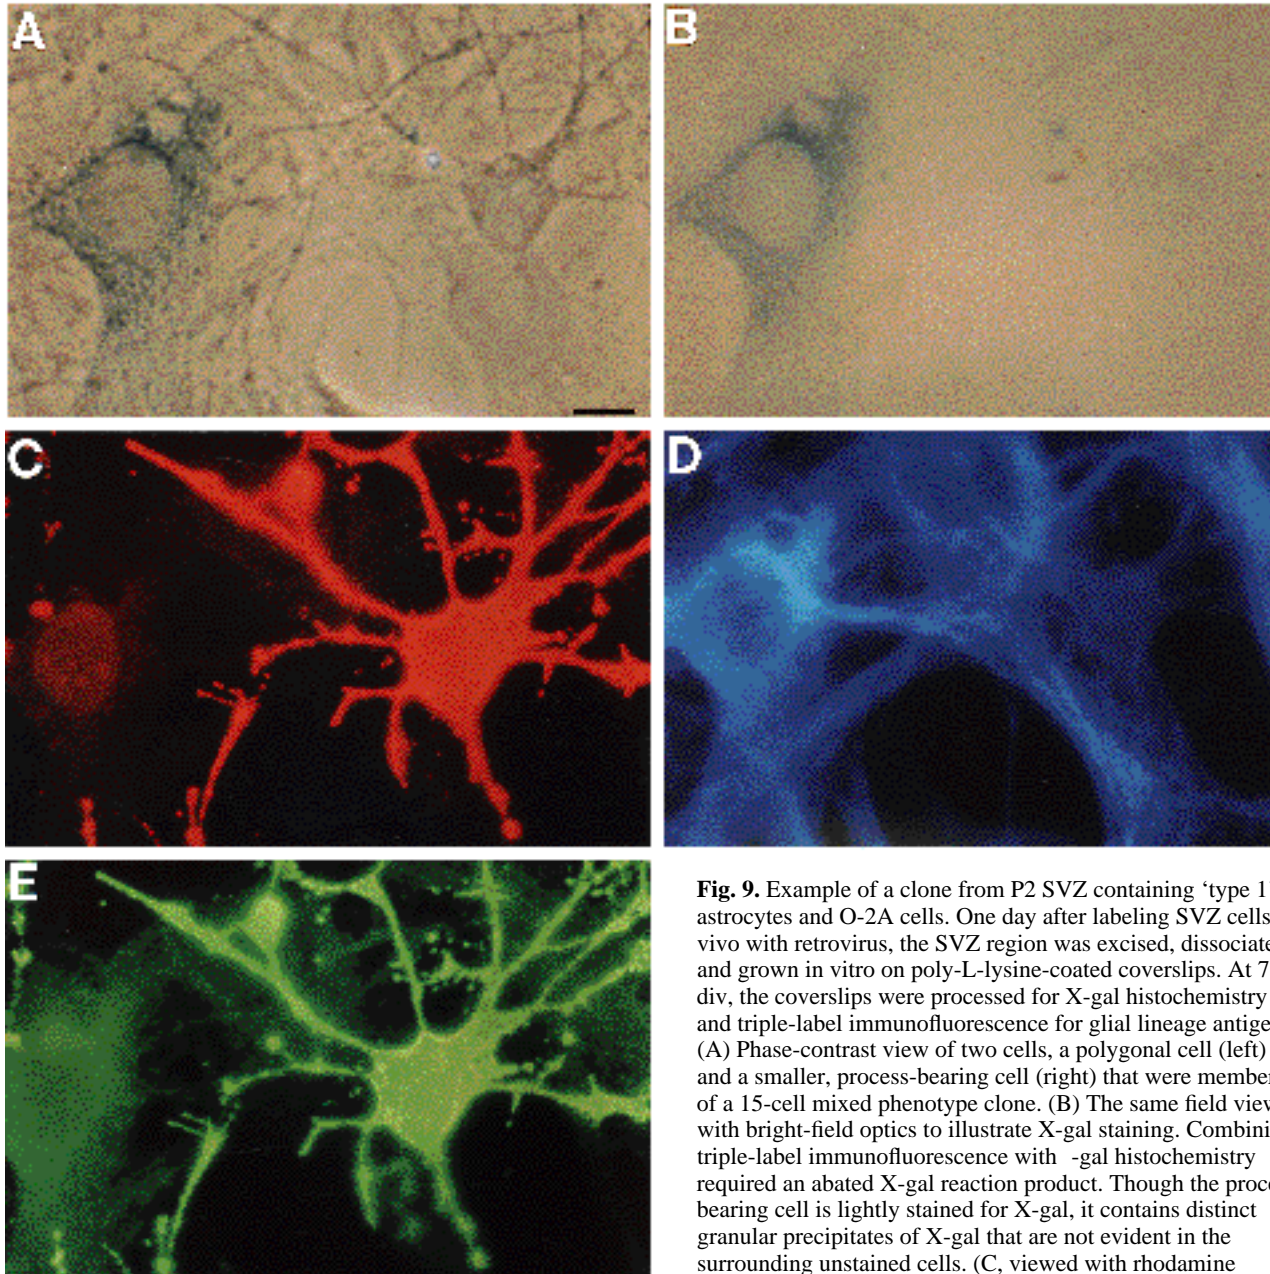 A
B
C
D
E
Fig. 9. Example of a clone from P2 SVZ containing ‘type 1’
astrocytes and O-2A cells. One day after labeling SVZ cells
vivo with retrovirus, the SVZ region was excised,
and grown in vitro on poly-L-lysine-coated coverslips. At 7
div, the coverslips were processed for X-gal histochemistry
and triple-label immunofluorescence for glial lineage
(A) Phase-contrast view of two cells, a polygonal cell (left)
and a smaller, process-bearing cell (right) that were
of a 15-cell mixed phenotype clone. (B) The same field
with bright-field optics to illustrate X-gal staining.
triple-label immunofluorescence with -gal histochemistry
required an abated X-gal reaction product. Though the
bearing cell is lightly stained for X-gal, it contains distinct
granular precipitates of X-gal that are not evident in the
surrounding unstained cells. (C, viewed with rhodamine